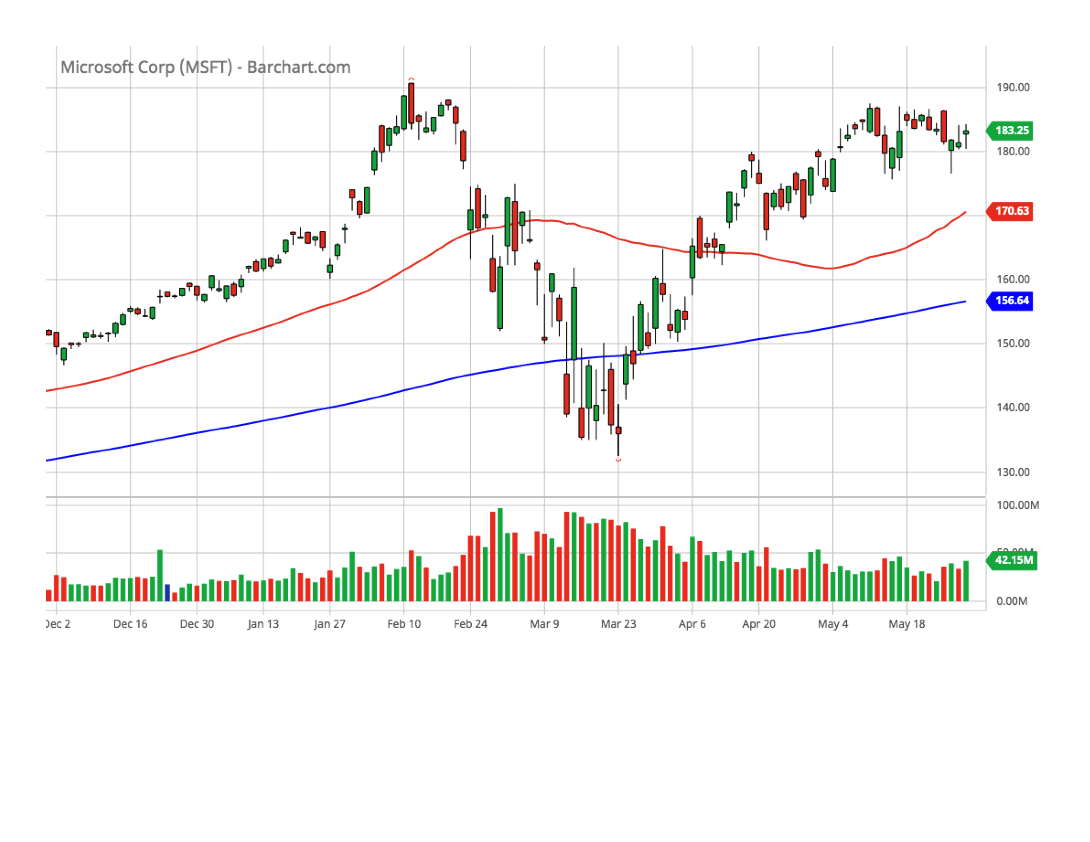 Microsoft Corp (MSFT) - Barchart.com
190.00
183.25
180.00
170.63
160.00
156.64
150.00
140.00
130.00
100.00M
42.15M
0.00M
Dec 2 Dec 16 Dec 30 Jan 13 Jan 27 Feb 10 Feb 24 Mar 9 Mar 23 Apr 6 Apr 20 May 4 May 18